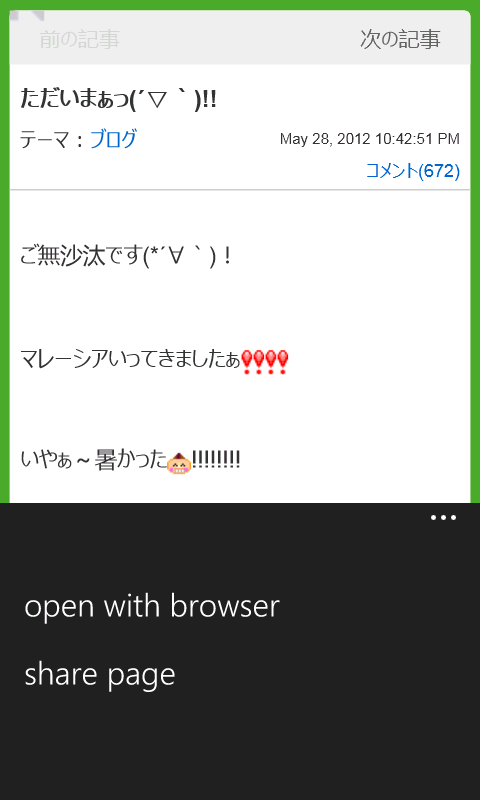 前の記事 次の記事
ただいまぁっ(´▽｀)!!
テーマ：ブログ May 28, 2012 10:42:51 PM
コメント(672)
ご無沙汰です(*´∀｀)！
マレーシアいってきましたぁ❗❗❗❗
いやぁ～暑かった!!!!!!!!
open with browser
share page